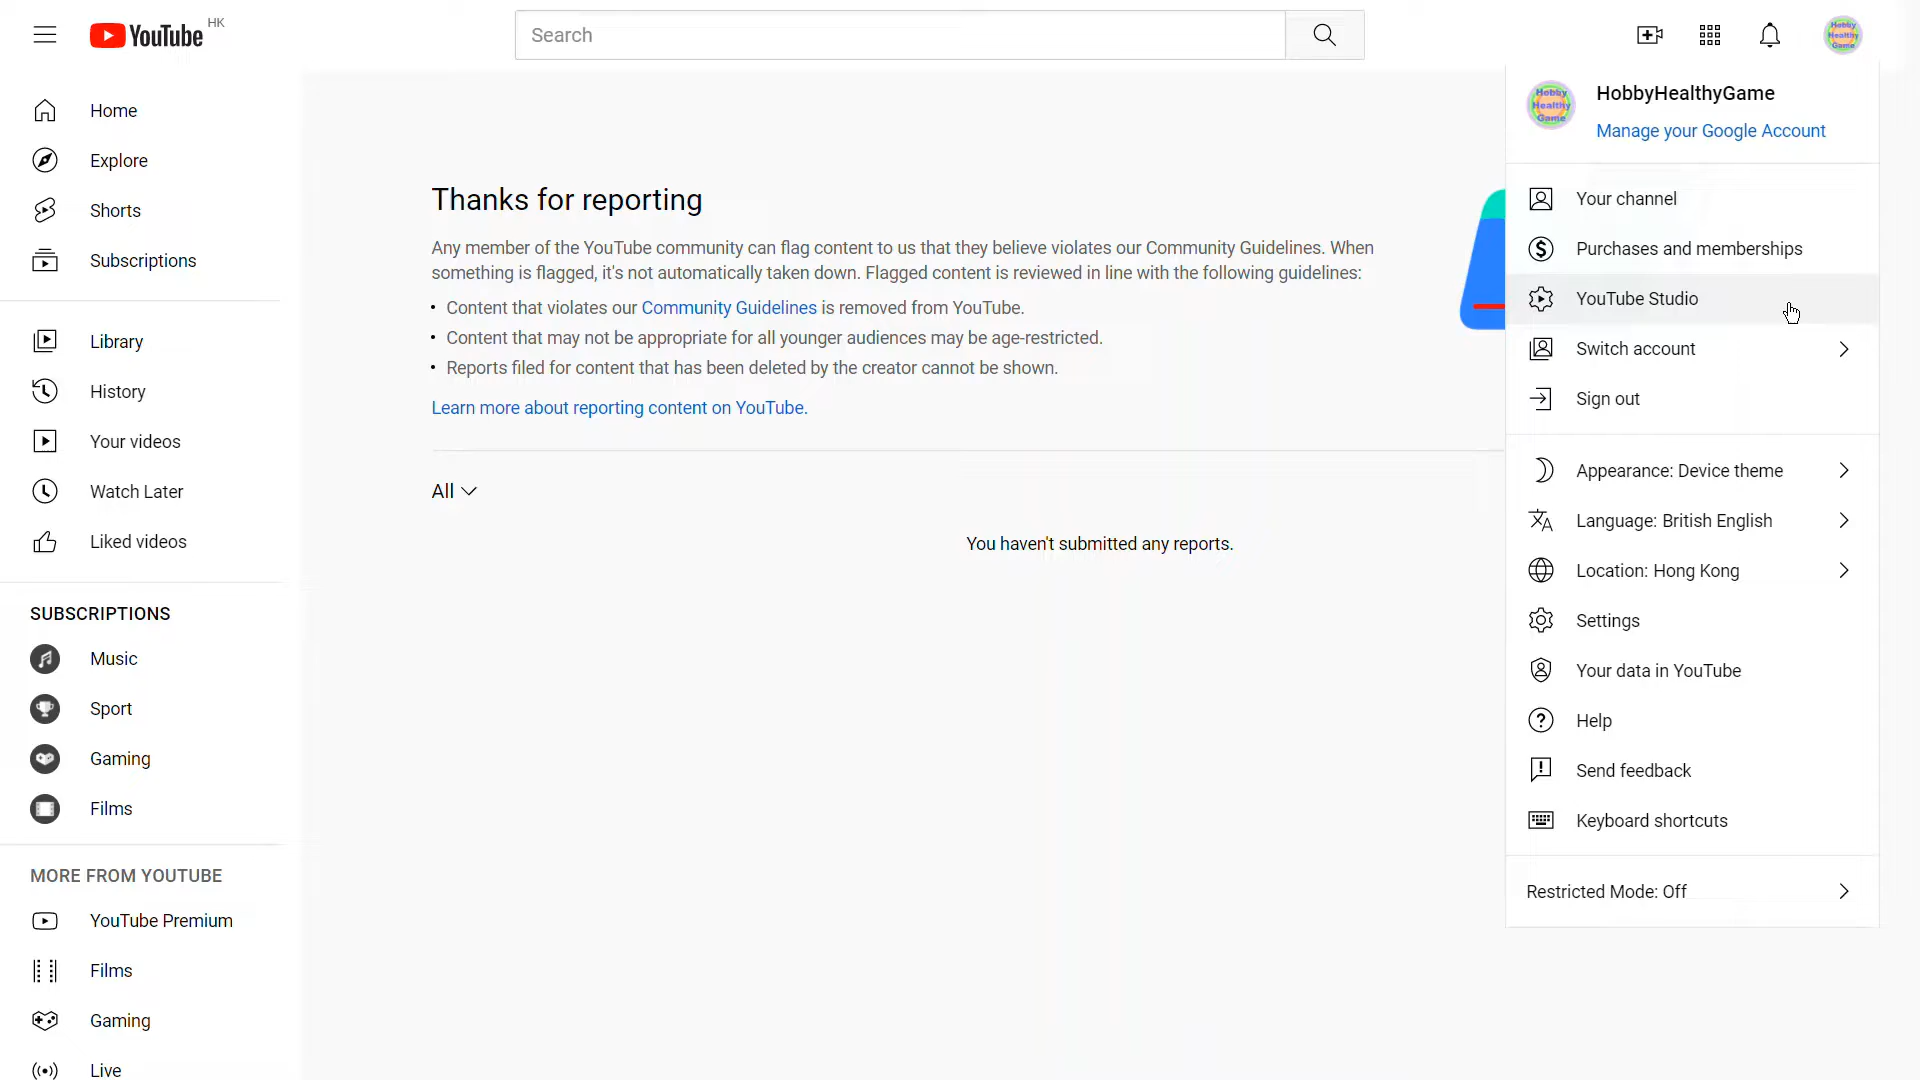 YouTube HK
Search
Home
Explore
Shorts
Subscriptions
Library
History
Your videos
Watch Later
Liked videos
SUBSCRIPTIONS
Music
Sport
Gaming
Films
MORE FROM YOUTUBE
YouTube Premium
Films
Gaming
Live
Thanks for reporting
Any member of the YouTube community can flag content to us that they believe violates our Community Guidelines. When
something is flagged, it's not automatically taken down. Flagged content is reviewed in line with the following guidelines:
• Content that violates our Community Guidelines is removed from YouTube.
• Content that may not be appropriate for all younger audiences may be age-restricted.
• Reports filed for content that has been deleted by the creator cannot be shown.
Learn more about reporting content on YouTube.
All
You haven't submitted any reports.
Hobby
Healthy
Game
Hobby
Healthy
Game
HobbyHealthyGame
Manage your Google Account
Your channel
Purchases and memberships
YouTube Studio
Switch account
Sign out
Appearance: Device theme
Language: British English
Location: Hong Kong
Settings
Your data in YouTube
Help
Send feedback
Keyboard shortcuts
Restricted Mode: Off